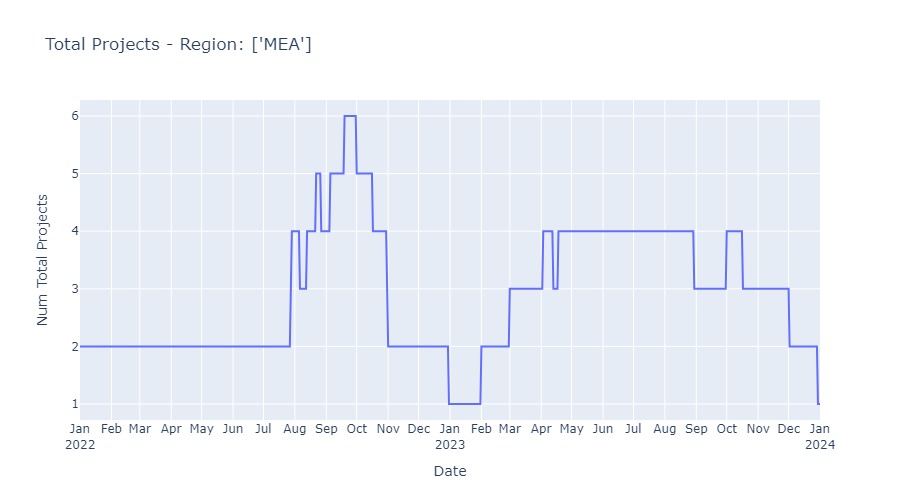 Total Projects - Region: ['MEA']
Num Total Projects
6
5
4
3
2
1
Jan Feb Mar Apr May Jun Jul Aug Sep Oct Nov Dec Jan Feb Mar Apr May Jun Jul Aug Sep Oct Nov Dec Jan
2022 2023 2024
Date